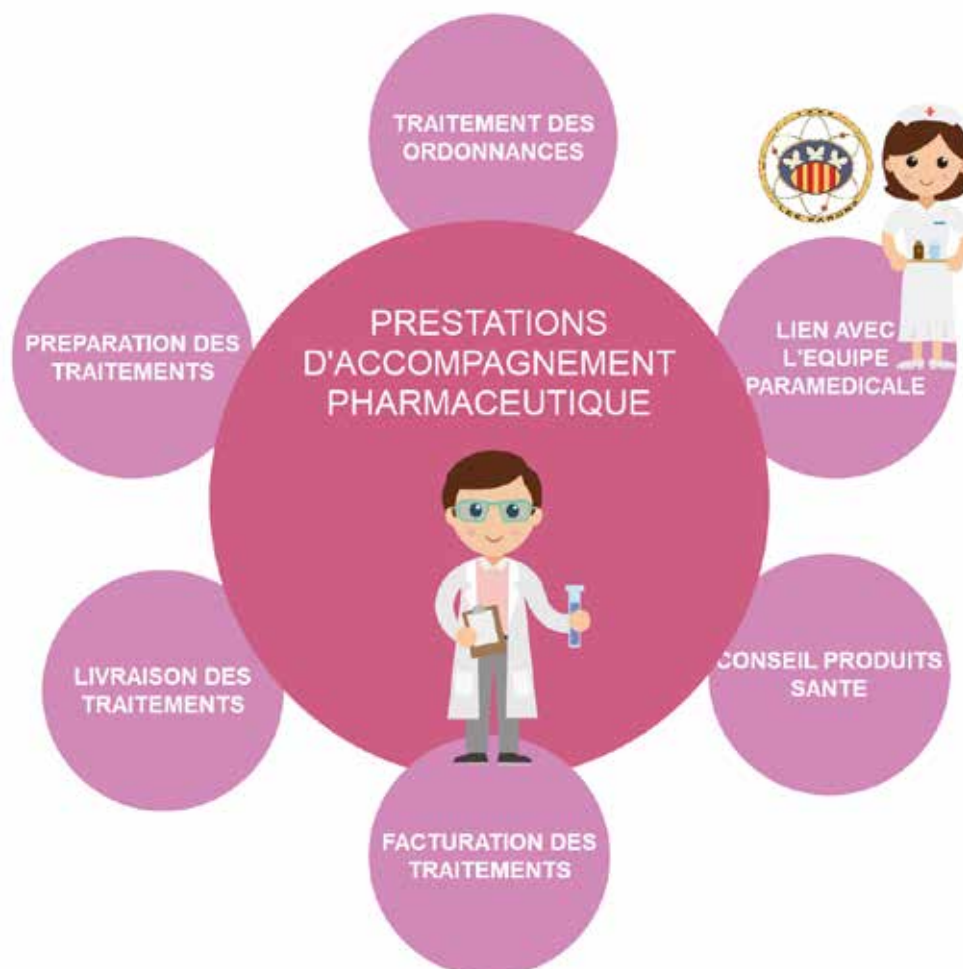 TRAITEMENT DES
ORDONNANCES
PRESTATIONS
D'ACCOMPAGNEMENT
PHARMACEUTIQUE
LIEN AVEC
L'EQUIPE
PARAMEDICALE
PREPARATION DES
TRAITEMENTS
CONSEIL PRODUITS
SANTE
LIVRAISON DES
TRAITEMENTS
FACTURATION DES
TRAITEMENTS